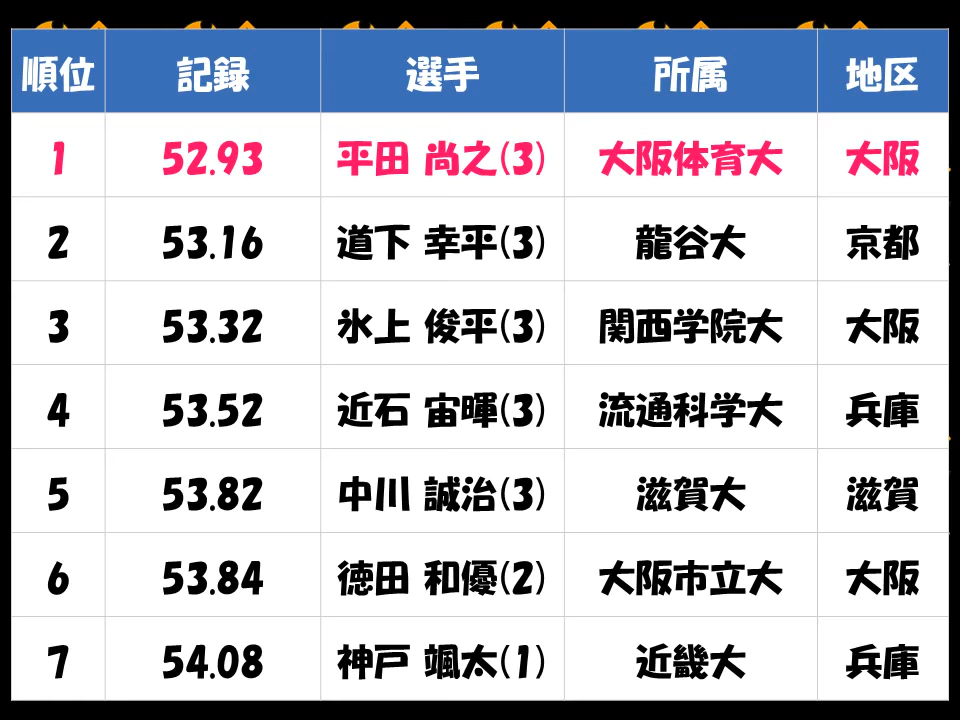 順位 記録 選手 所属 地区
1 52.93 平田 尚之(3) 大阪体育大 大阪
2 53.16 道下 幸平(3) 龍谷大 京都
3 53.32 氷上 俊平(3) 関西学院大 大阪
4 53.52 近石 宙暉(3) 流通科学大 兵庫
5 53.82 中川 誠治(3) 滋賀大 滋賀
6 53.84 徳田 和優(2) 大阪市立大 大阪
7 54.08 神戸 颯太(1) 近畿大 兵庫